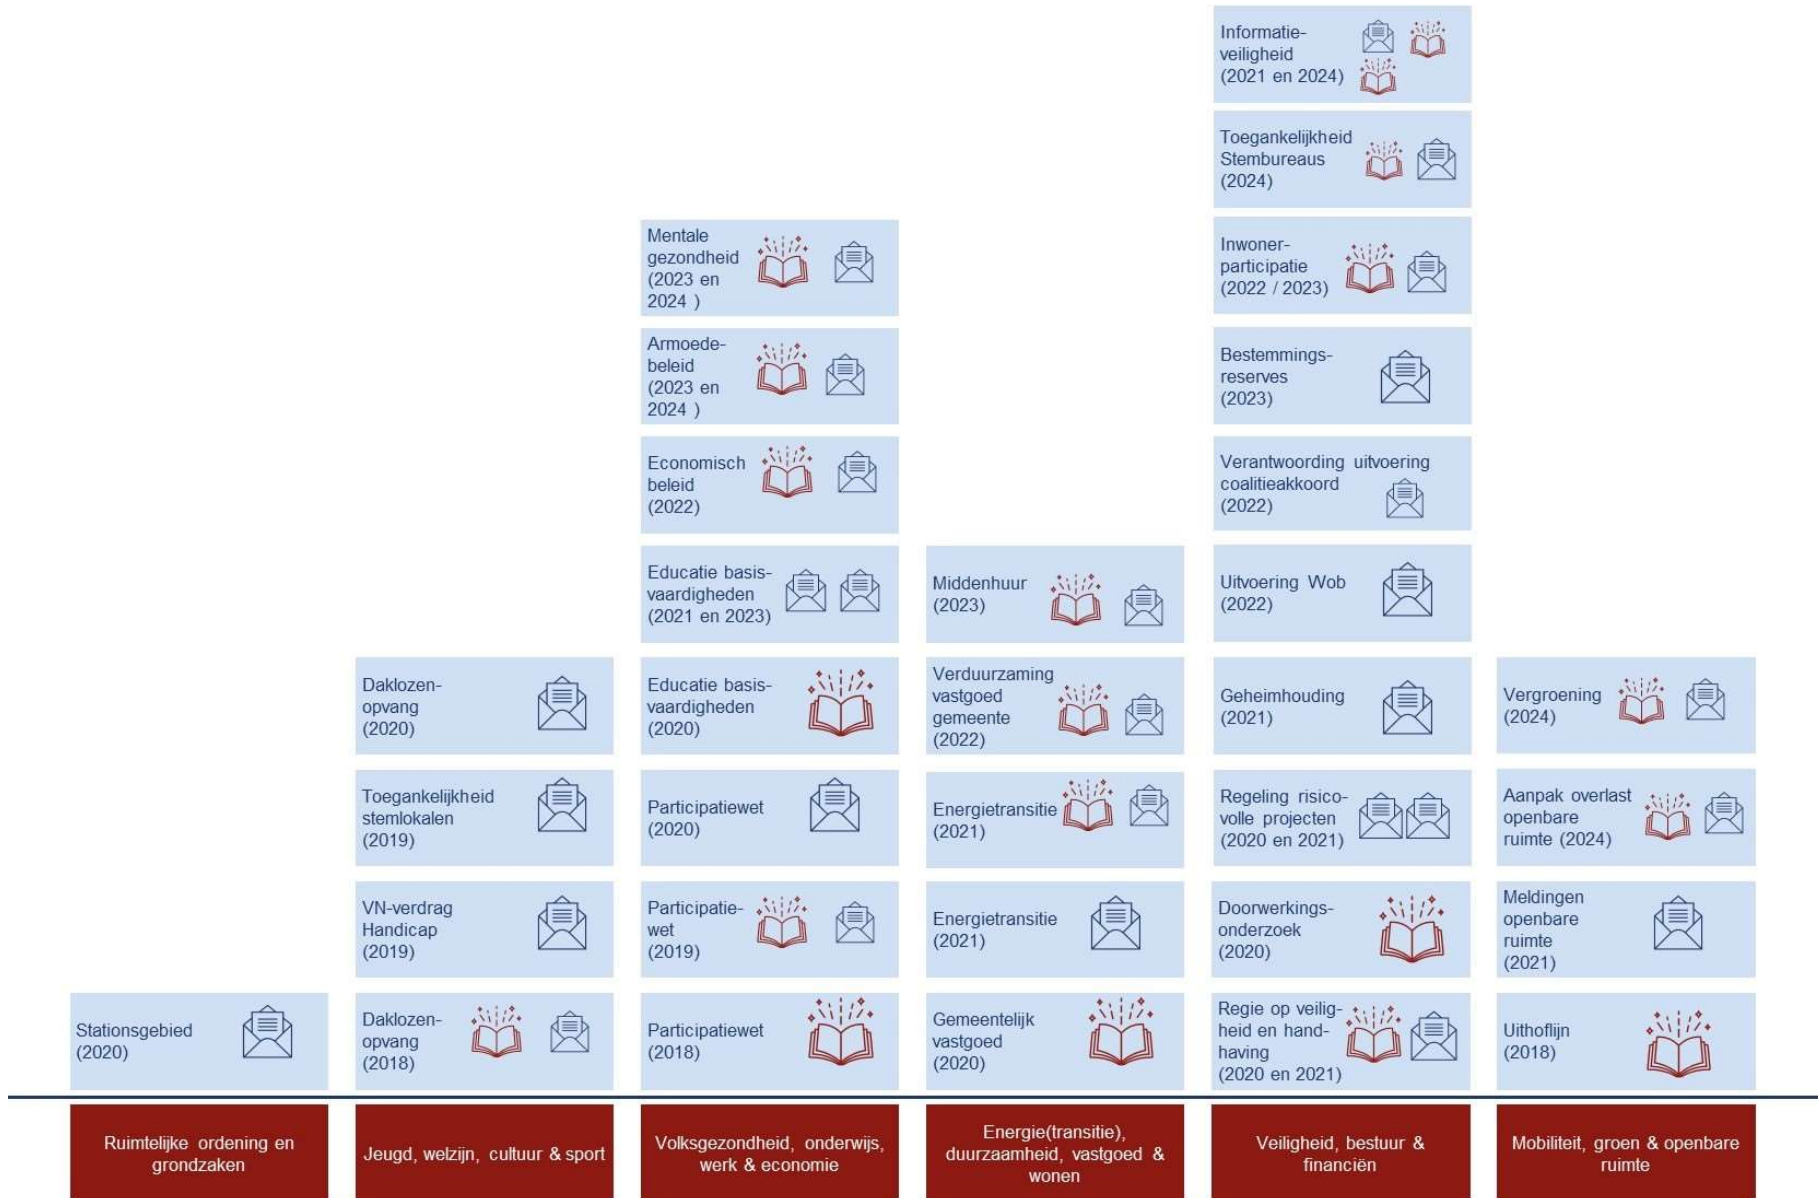 Informatie-
veiligheid
(2021 en 2024)
Toegankelijkheid
Stembureaus
(2024)
Mentale
gezondheid
(2023 en
2024 )
Inwoner-
participatie
(2022 / 2023)
Armoede-
beleid
(2023 en
2024 )
Bestemmings-
reserves
(2023)
Economisch
beleid
(2022)
Verantwoording uitvoering
coalitieakkoord
(2022)
Educatie basis-
vaardigheden
(2021 en 2023)
Middenhuur
(2023)
Uitvoering Wob
(2022)
Daklozen-
opvang
(2020)
Educatie basis-
vaardigheden
(2020)
Verduurzaming
vastgoed
gemeente
(2022)
Geheimhouding
(2021)
Vergroening
(2024)
Toegankelijkheid
stemlokalen
(2019)
Participatiewet
(2020)
Energietransitie
(2021)
Regeling risico-
volle projecten
(2020 en 2021)
Aanpak overlast
openbare
ruimte (2024)
VN-verdrag
Handicap
(2019)
Participatie-
wet
(2019)
Energietransitie
(2021)
Doorwerkings-
onderzoek
(2020)
Meldingen
openbare
ruimte
(2021)
Stationsgebied
(2020)
Daklozen-
opvang
(2018)
Participatiewet
(2018)
Gemeentelijk
vastgoed
(2020)
Regie op veilig-
heid en hand-
having
(2020 en 2021)
Uithoflijn
(2018)
Ruimtelijke ordening en
grondzaken
Jeugd, welzijn, cultuur & sport
Volksgezondheid, onderwijs,
werk & economie
Energie(transitie),
duurzaamheid, vastgoed &
wonen
Veiligheid, bestuur &
financiën
Mobiliteit, groen & openbare
ruimte